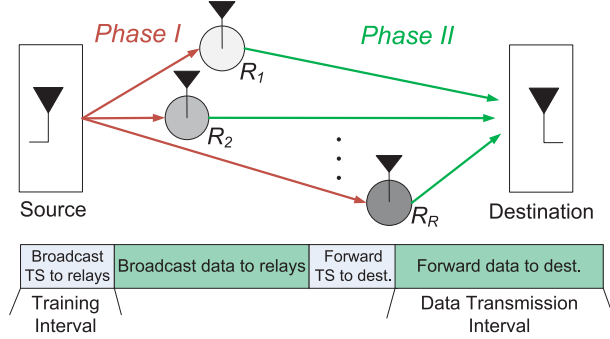 Phase I
Phase II
R1
R2
RR
Source
Destination
Broadcast
TS to relays
Broadcast data to relays
Forward
TS to dest.
Forward data to dest.
Training
Interval
Data Transmission
Interval